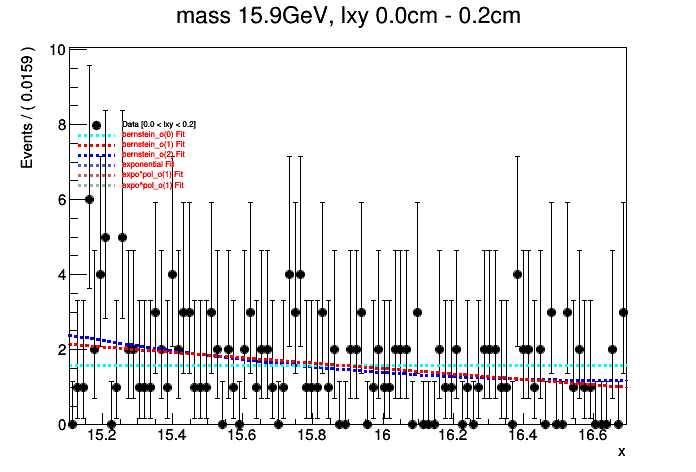 mass 15.9GeV, lxy 0.0cm - 0.2cm
Events / ( 0.0159 )
10
8
6
4
2
0
Data [0.0 < lxy < 0.2]
bernstein_o(0) Fit
bernstein_o(1) Fit
bernstein_o(2) Fit
exponential Fit
expo*pol_o(1) Fit
expo*pol_o(1) Fit
15.2 15.4 15.6 15.8 16 16.2 16.4 16.6
x